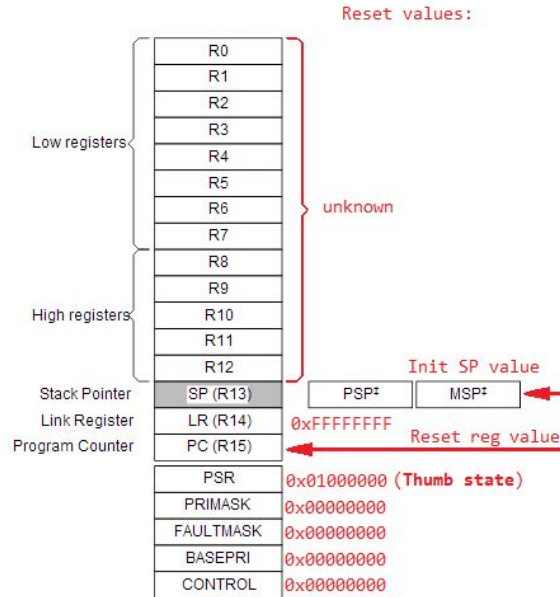 Reset values:
R0
R1
R2
R3
Low registers
R4
R5
R6
unknown
R7
R8
R9
High registers
R10
R11
R12
Init SP value
Stack Pointer SP (R13) PSP‡ MSP‡
Link Register LR (R14) 0xFFFFFFFF
Reset reg value
Program Counter PC (R15)
PSR 0x01000000 (Thumb state)
PRIMASK 0x00000000
FAULTMASK 0x00000000
BASEPRI 0x00000000
CONTROL 0x00000000